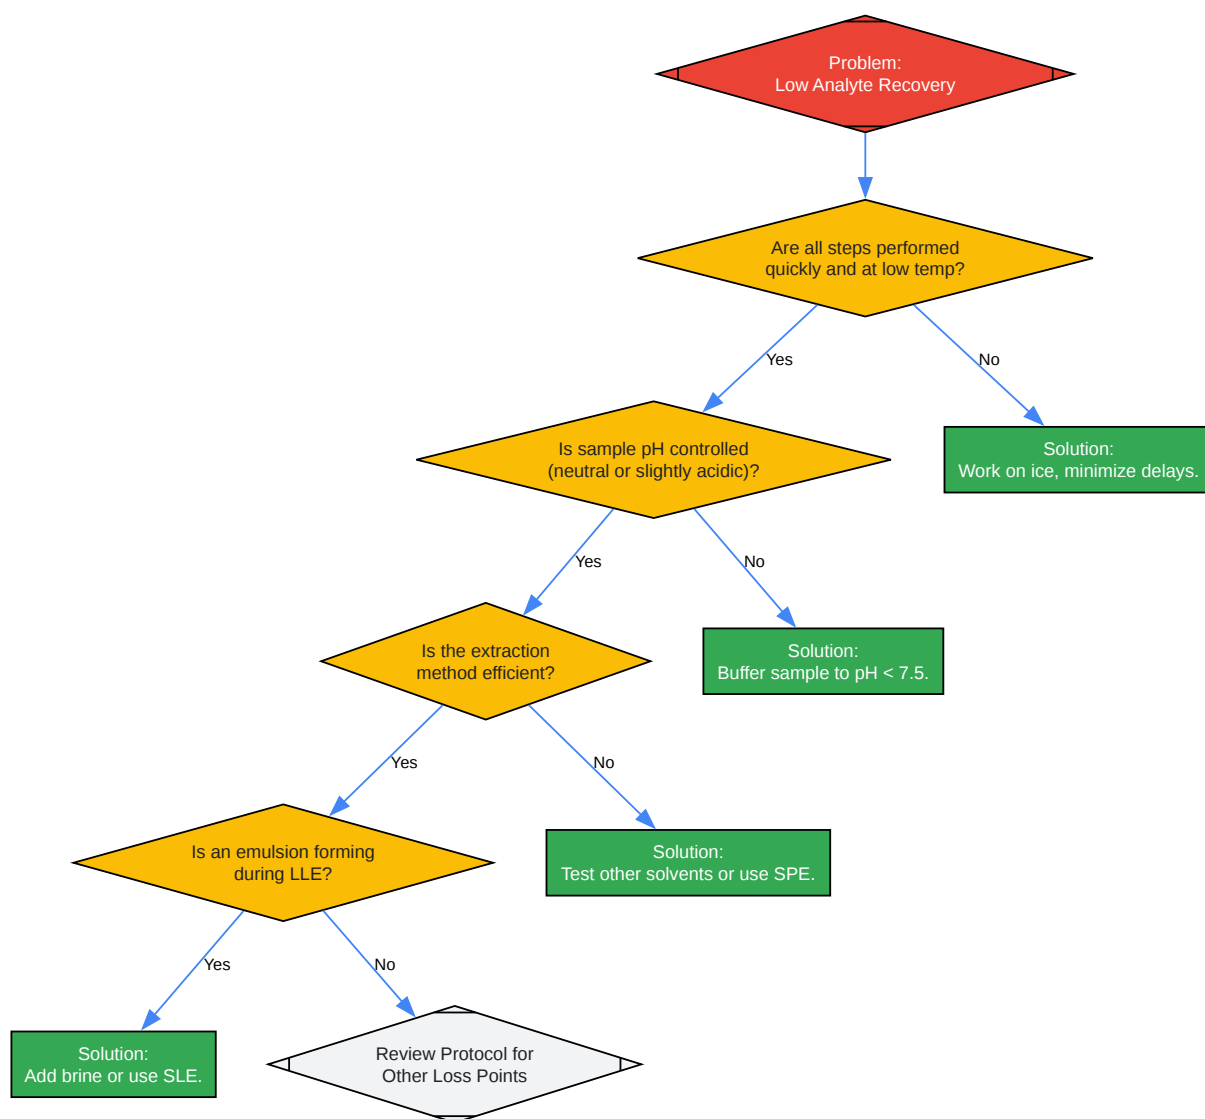 Problem:
Low Analyte Recovery
Are all steps performed
quickly and at low temp?
Yes
No
Is sample pH controlled
(neutral or slightly acidic)?
Solution:
Work on ice, minimize delays.
Yes
No
Is the extraction
method efficient?
Solution:
Buffer sample to pH < 7.5.
Yes
No
Is an emulsion forming
during LLE?
Solution:
Test other solvents or use SPE.
Yes
No
Solution:
Add brine or use SLE.
Review Protocol for
Other Loss Points